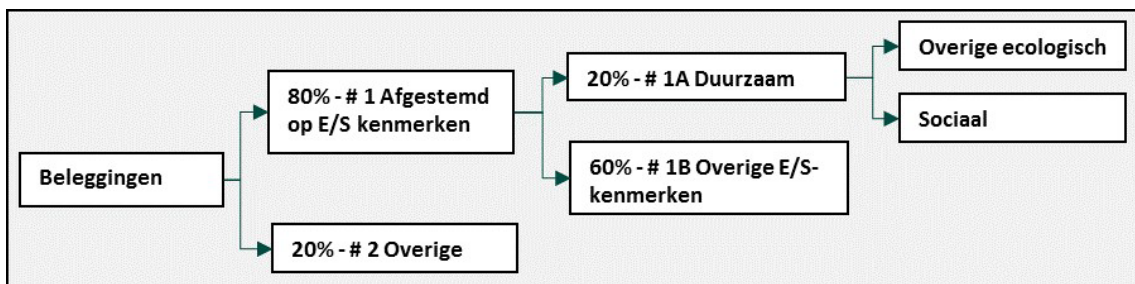 Beleggingen
80% - # 1 Afgestemd
op E/S kenmerken
20% - # 2 Overige
20% - # 1A Duurzaam
60% - # 1B Overige E/S-
kenmerken
Overige ecologisch
Sociaal